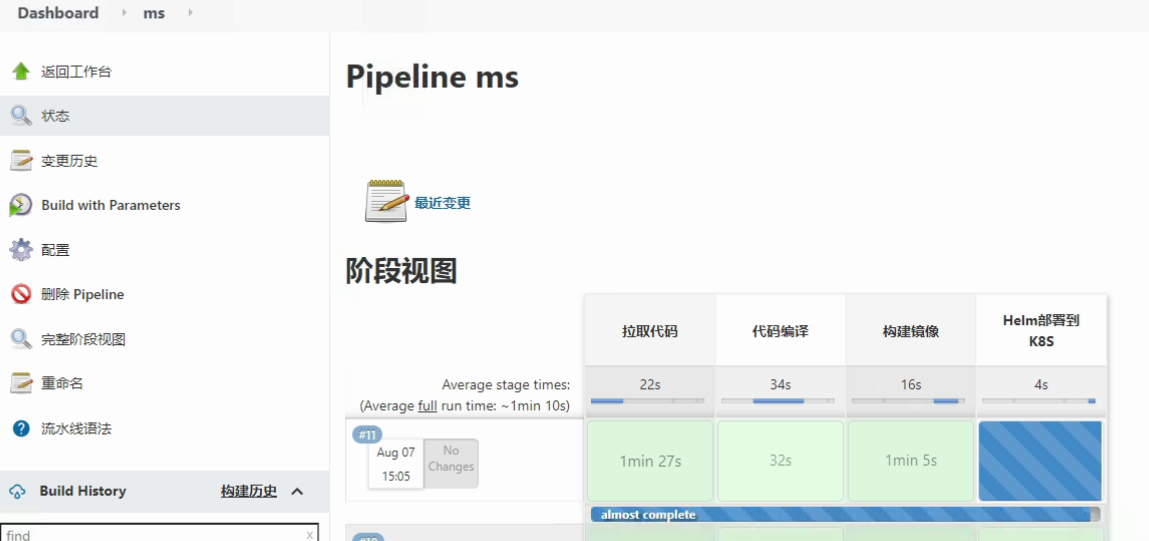 Dashboard ms
返回工作台
状态
变更历史
Build with Parameters
配置
删除 Pipeline
完整阶段视图
重命名
流水线语法
Build History 构建历史
find x
Pipeline ms
最近变更
阶段视图
拉取代码 代码编译 构建镜像 Helm部署到
K8S
Average stage times: 22s 34s 16s 4s
(Average full run time: ~1min 10s)
#11
Aug 07 No
Changes
15:05
1min 27s 32s 1min 5s
almost complete
#10